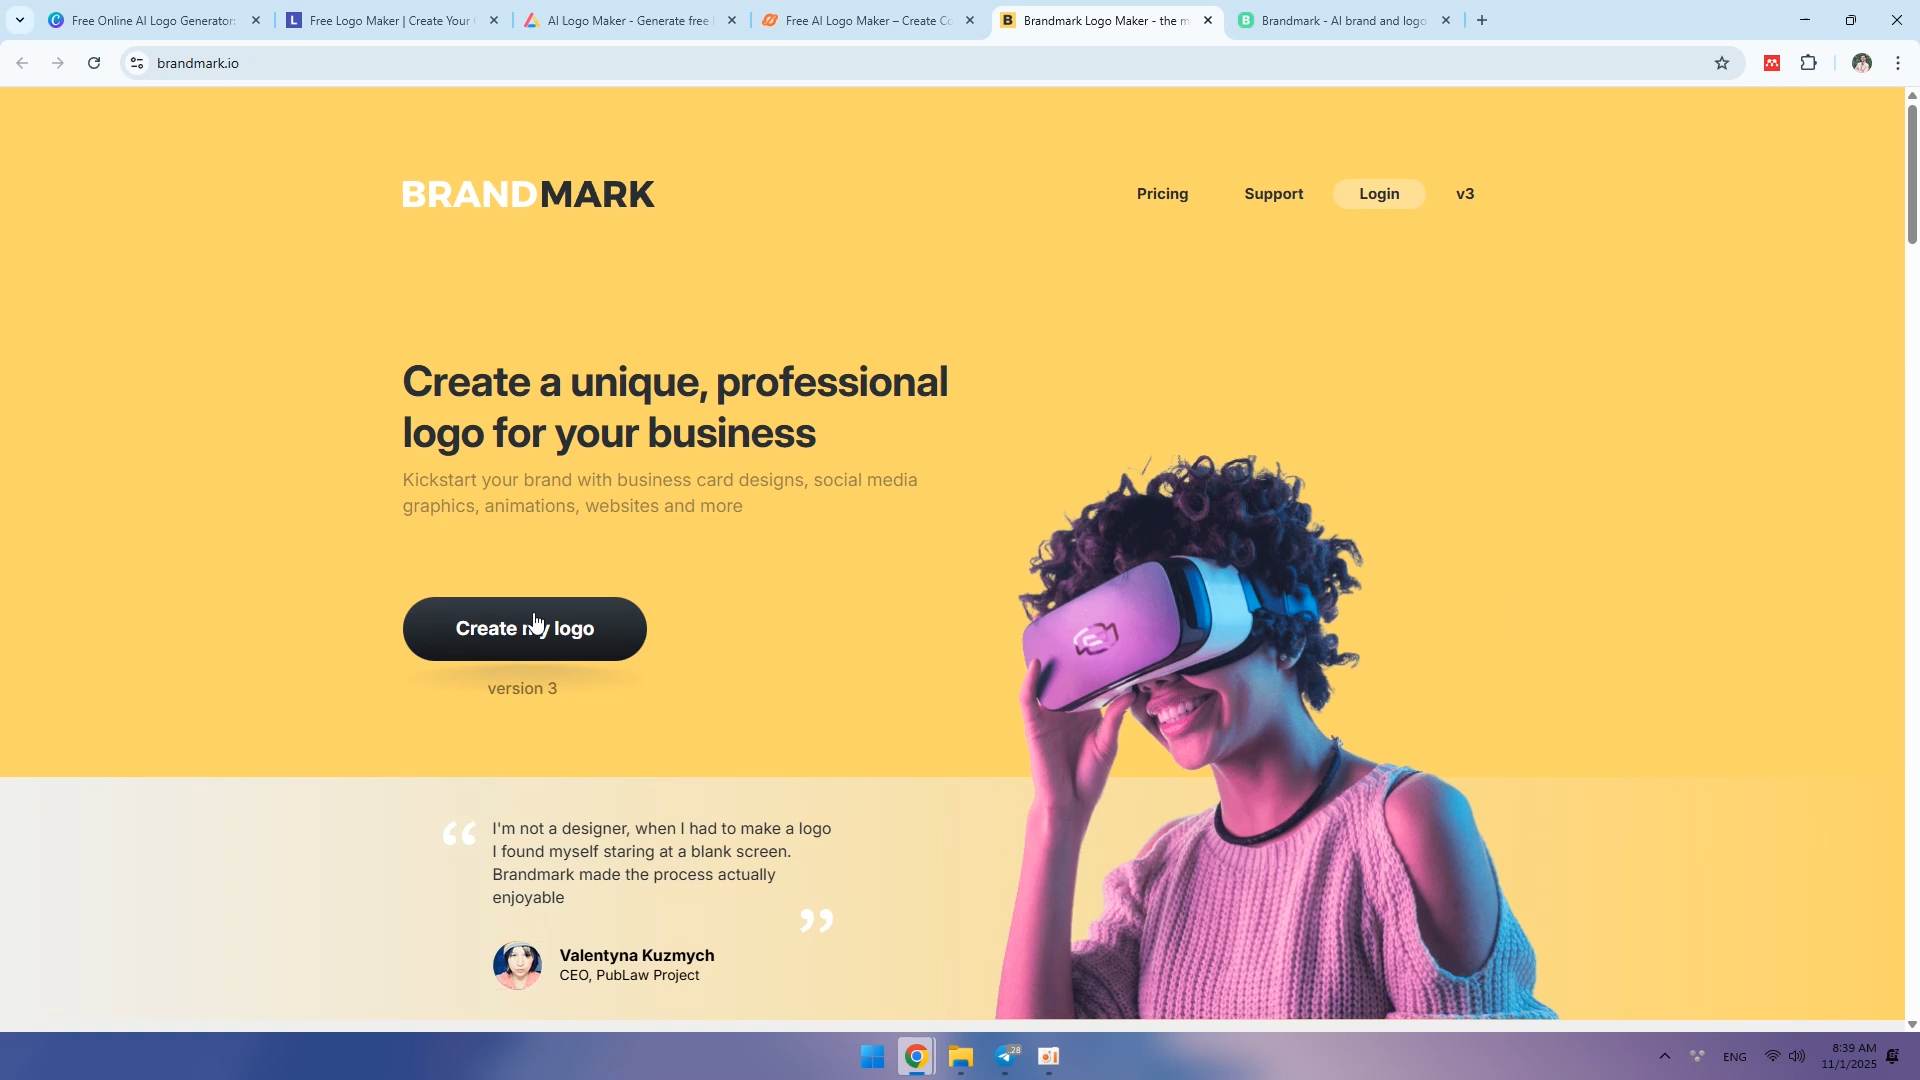 Free Online AI Logo Generator:
Free Logo Maker | Create Your
AI Logo Maker - Generate free
Free AI Logo Maker – Create Co
Brandmark Logo Maker - the m
Brandmark - AI brand and logo
brandmark.io
BRANDMARK
Pricing
Support
Login
v3
Create a unique, professional
logo for your business
Kickstart your brand with business card designs, social media
graphics, animations, websites and more
Create my logo
version 3
“ I'm not a designer, when I had to make a logo
I found myself staring at a blank screen.
Brandmark made the process actually
enjoyable ”
Valentyna Kuzmych
CEO, PubLaw Project
28
ENG
8:39 AM
11/1/2025